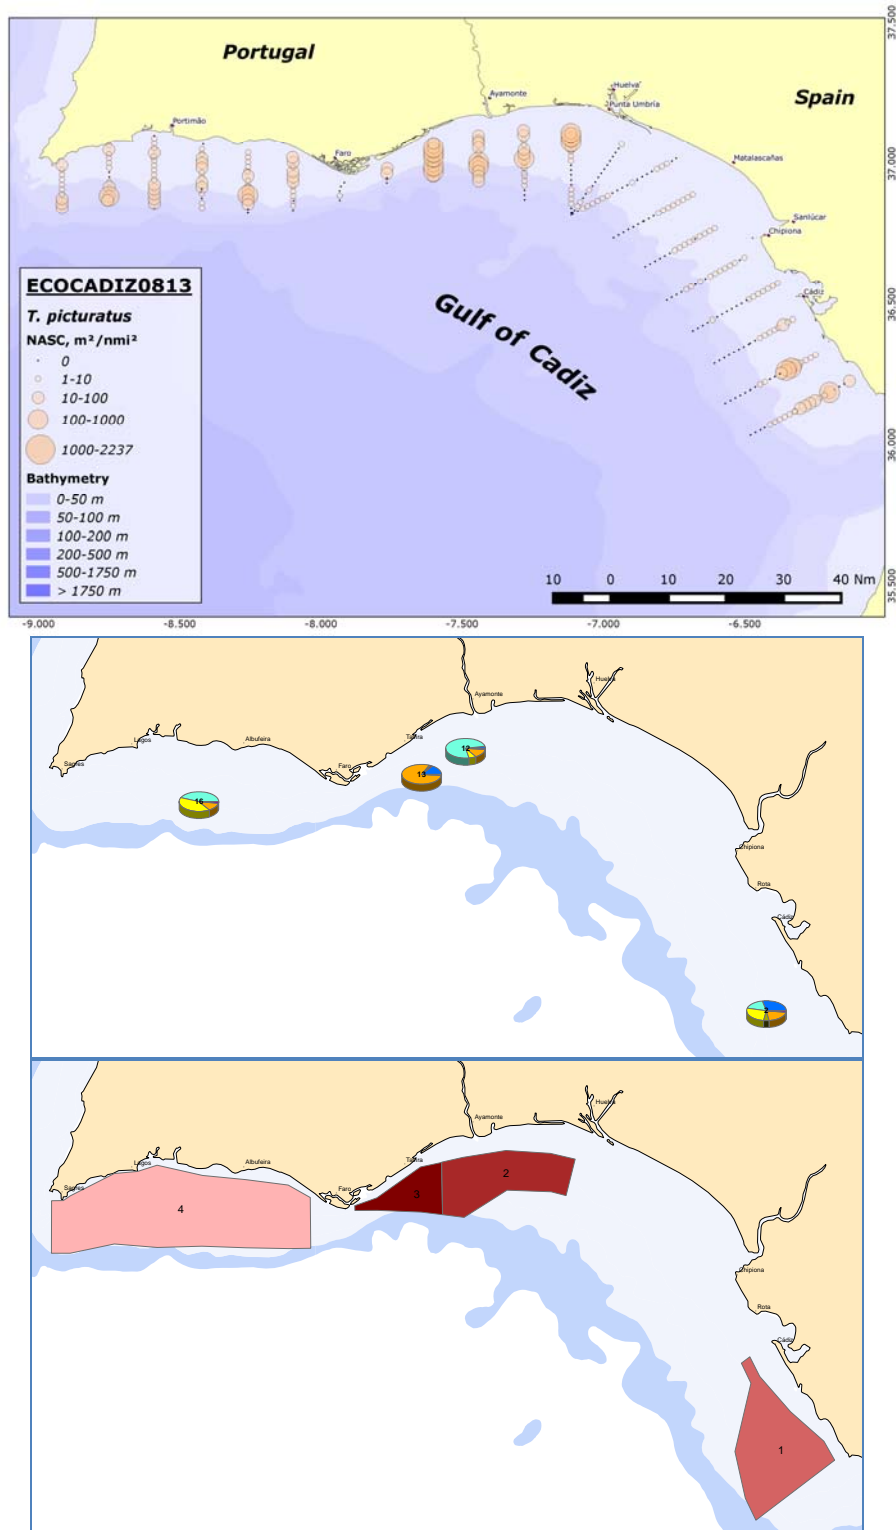 37.500
Portugal
Spain
Huelva
Ayamonte
Punta Umbría
Portimão
Faro
Matalascañas
37.000
Sanlúcar
Chipiona
Cádiz
36.500
Gulf of Cadiz
ECOCADIZ0813
T. picturatus
NASC, m²/nmi²
0
1-10
10-100
100-1000
1000-2237
Bathymetry
0-50 m
50-100 m
100-200 m
200-500 m
500-1750 m
> 1750 m
36.000
35.500
10 0 10 20 30 40 Nm
-9.000 -8.500 -8.000 -7.500 -7.000 -6.500
Huelva
Ayamonte
Lagos
Albufeira
Tavira
12
Sagres
Faro
13
16
Chipiona
Rota
Cádiz
2
Huelva
Ayamonte
Lagos
Albufeira
Tavira
2
Sagres
Faro
3
4
Chipiona
Rota
Cádiz
1